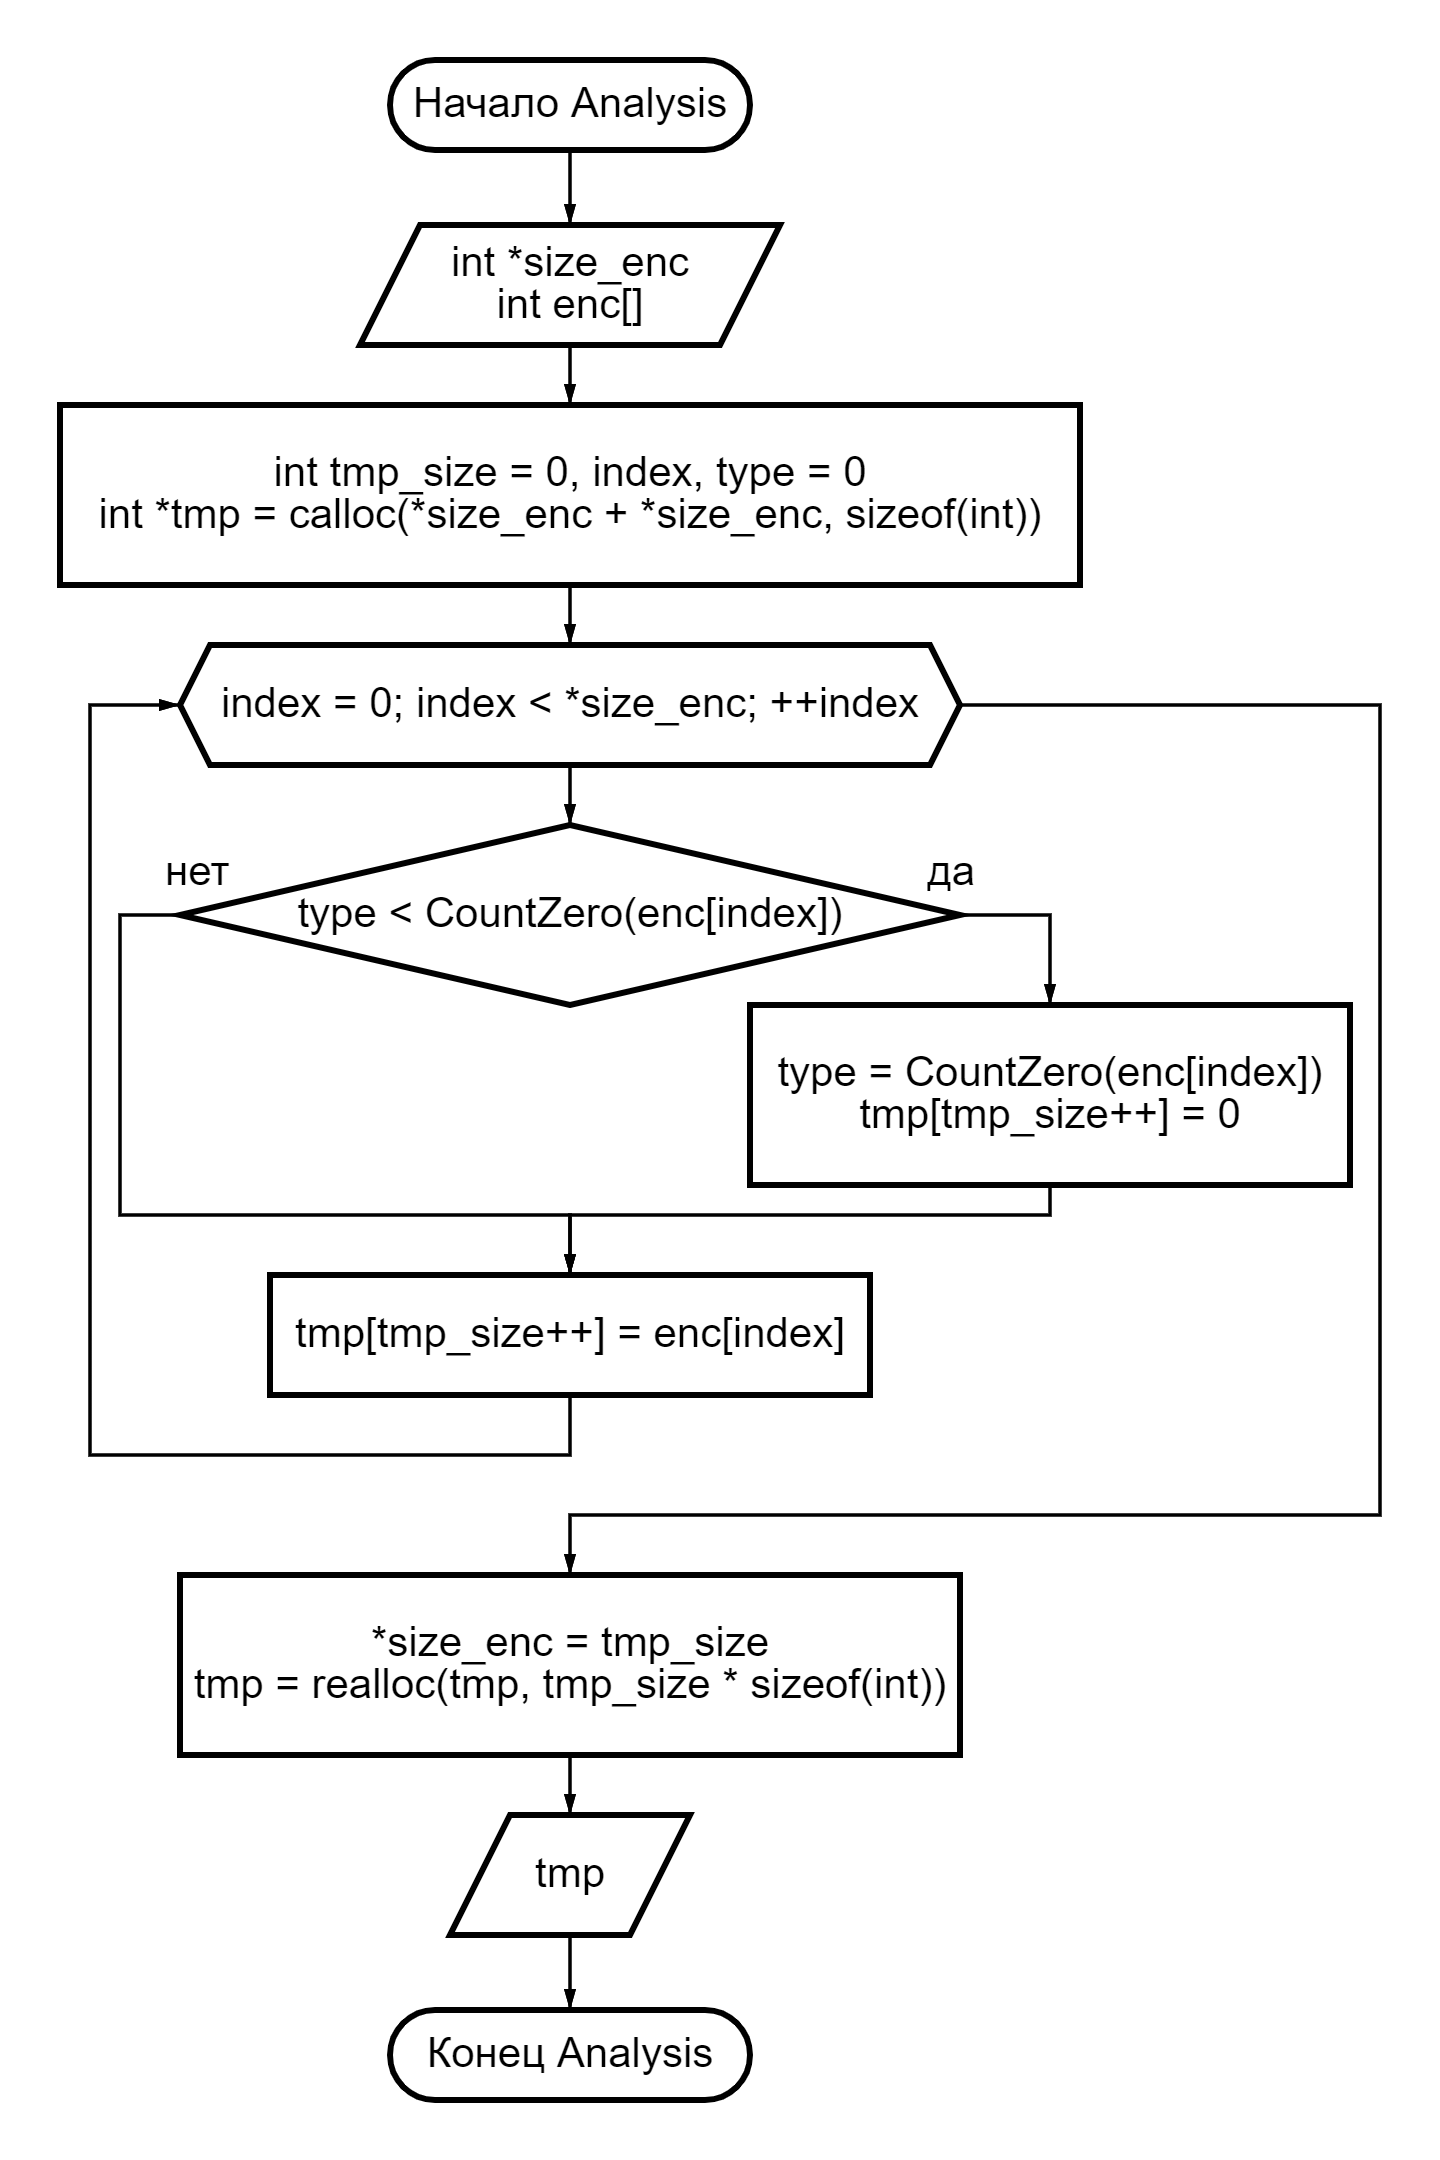 Начало Analysis
int *size_enc
int enc[]
int tmp_size = 0, index, type = 0
int *tmp = calloc(*size_enc + *size_enc, sizeof(int))
index = 0; index < *size_enc; ++index
нет
да
type < CountZero(enc[index])
type = CountZero(enc[index])
tmp[tmp_size++] = 0
tmp[tmp_size++] = enc[index]
*size_enc = tmp_size
tmp = realloc(tmp, tmp_size * sizeof(int))
tmp
Конец Analysis